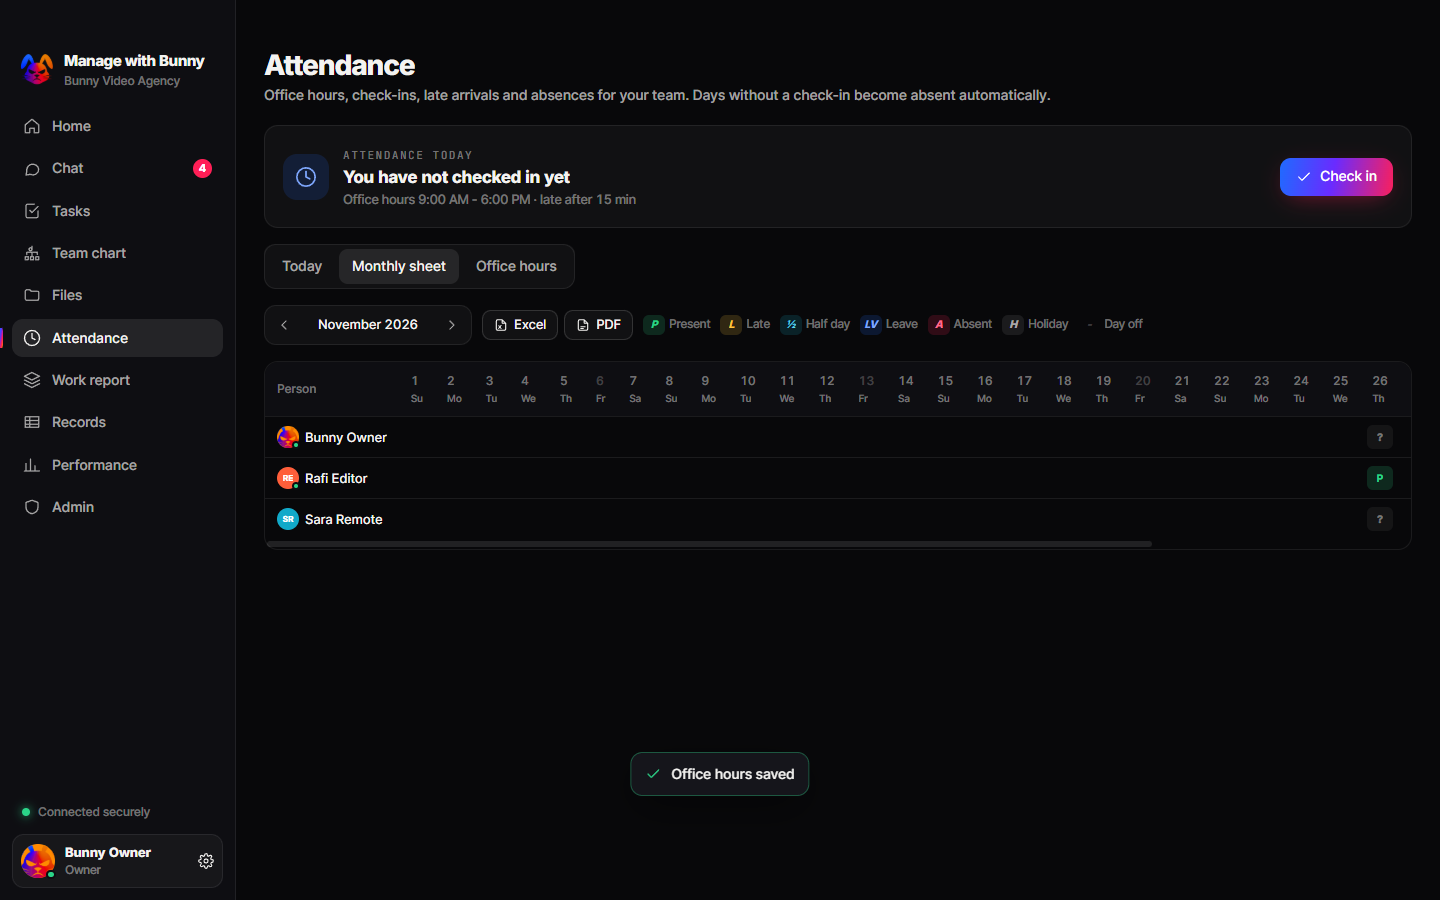 Manage with Bunny
Bunny Video Agency
Home
Chat 4
Tasks
Team chart
Files
Attendance
Work report
Records
Performance
Admin
Connected securely
Bunny Owner
Owner
Attendance
Office hours, check-ins, late arrivals and absences for your team. Days without a check-in become absent automatically.
ATTENDANCE TODAY
You have not checked in yet
Office hours 9:00 AM - 6:00 PM · late after 15 min
Check in
Today Monthly sheet Office hours
November 2026 Excel PDF P Present L Late ½ Half day LV Leave A Absent H Holiday - Day off
Person 1 2 3 4 5 6 7 8 9 10 11 12 13 14 15 16 17 18 19 20 21 22 23 24 25 26
Su Mo Tu We Th Fr Sa Su Mo Tu We Th Fr Sa Su Mo Tu We Th Fr Sa Su Mo Tu We Th
Bunny Owner ?
RE Rafi Editor P
SR Sara Remote ?
Office hours saved